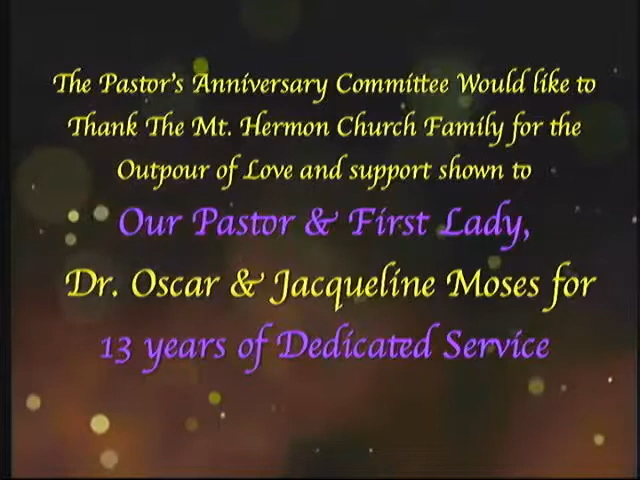 The Pastor's Anniversary Committee Would like to
Thank The Mt. Hermon Church Family for the
Outpour of Love and support shown to
Our Pastor & First Lady,
Dr. Oscar & Jacqueline Moses for
13 years of Dedicated Service